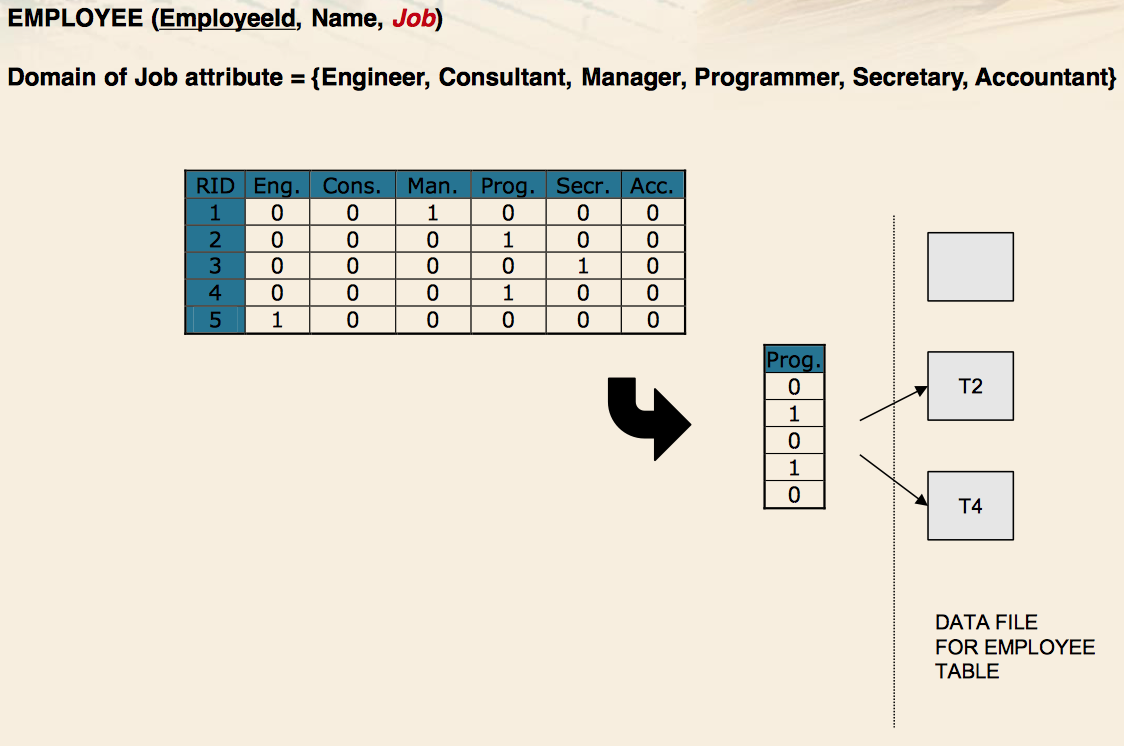 EMPLOYEE (EmployeeId, Name, Job)
Domain of Job attribute = {Engineer, Consultant, Manager, Programmer, Secretary, Accountant}
RID Eng. Cons. Man. Prog. Secr. Acc.
1 0 0 1 0 0 0
2 0 0 0 1 0 0
3 0 0 0 0 1 0
4 0 0 0 1 0 0
5 1 0 0 0 0 0
Prog.
0
1
0
1
0
T2
T4
DATA FILE
FOR EMPLOYEE
TABLE